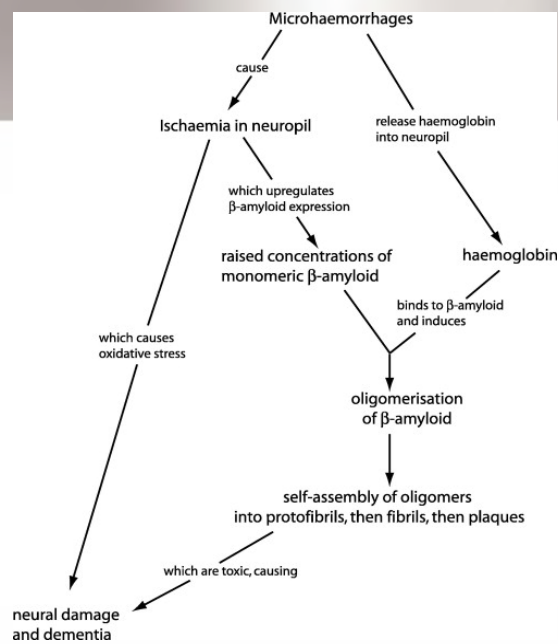 Microhaemorrhages
cause
Ischaemia in neuropil
release haemoglobin
into neuropil
which upregulates
β-amyloid expression
raised concentrations of
monomeric β-amyloid
haemoglobin
binds to β-amyloid
and induces
which causes
oxidative stress
oligomerisation
of β-amyloid
self-assembly of oligomers
into protofibrils, then fibrils, then plaques
which are toxic, causing
neural damage
and dementia